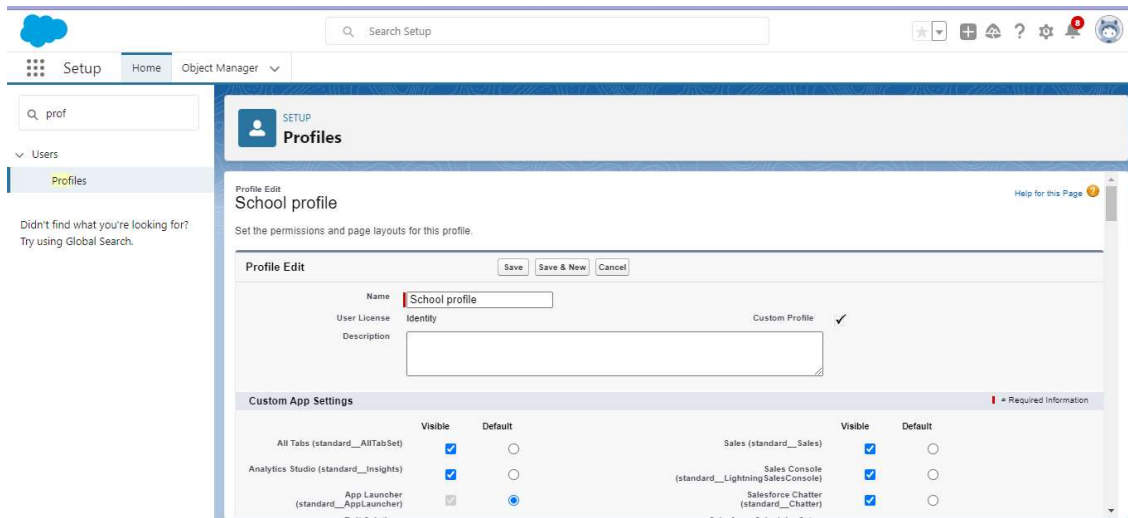 Search Setup
8
Setup
Home
Object Manager
prof
Users
Profiles
Didn't find what you're looking for?
Try using Global Search.
SETUP
Profiles
Profile Edit
School profile
Help for this Page
Set the permissions and page layouts for this profile.
Profile Edit
Save
Save & New
Cancel
Name
School profile
User License
Identity
Custom Profile
Description
Custom App Settings
= Required Information
Visible
Default
Visible
Default
All Tabs (standard__AllTabSet)
Sales (standard__Sales)
Analytics Studio (standard__Insights)
Sales Console
(standard__LightningSalesConsole)
App Launcher
(standard__AppLauncher)
Salesforce Chatter
(standard__Chatter)